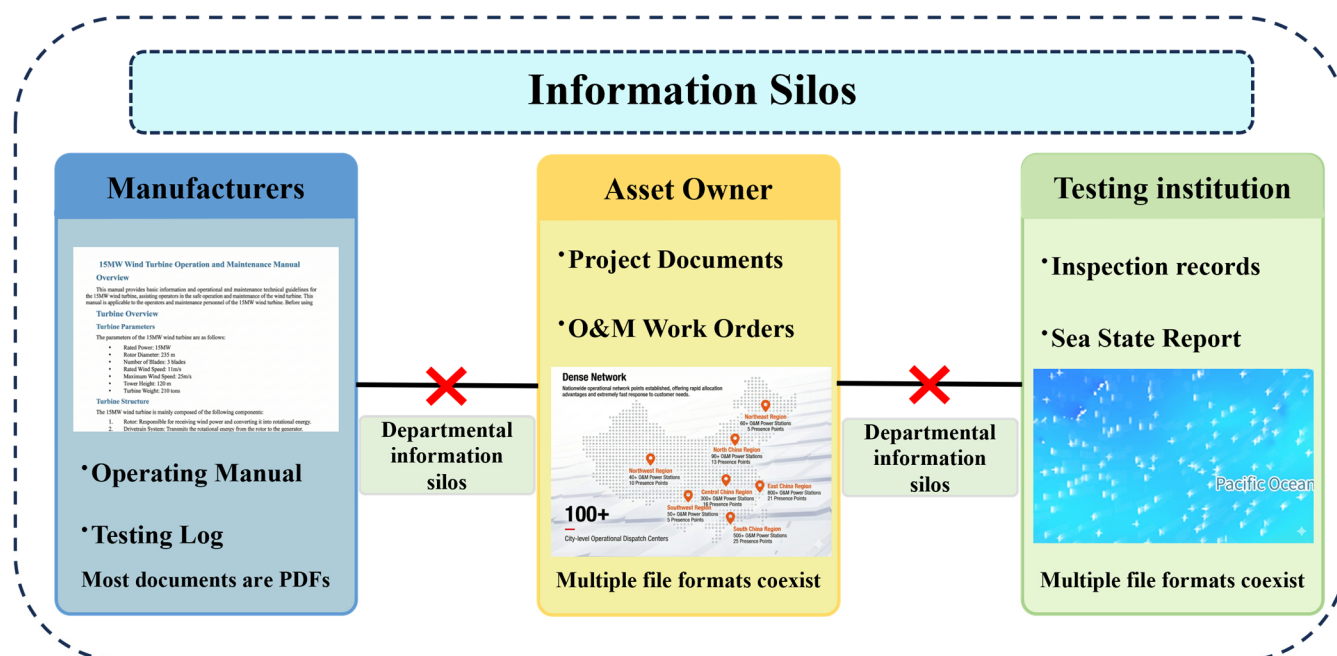 Information Silos
Manufacturers
15MW Wind Turbine Operation and Maintenance Manual
Overview
This manual provides basic information and operational and maintenance technical guidelines for
the 15MW wind turbine, assisting operators in the safe operation and maintenance of the wind turbine. This
manual is applicable to the operators and maintenance personnel of the 15MW wind turbine. Before using
Turbine Overview
Turbine Parameters
The parameters of the 15MW wind turbine are as follows:
• Rated Power: 15MW
• Rotor Diameter: 235 m
• Number of Blades: 3 blades
• Rated Wind Speed: 11m/s
• Maximum Wind Speed: 25m/s
• Tower Height: 120 m
• Turbine Weight: 210 tons
Turbine Structure
The 15MW wind turbine is mainly composed of the following components:
1. Rotor: Responsible for receiving wind power and converting it into rotational energy.
2. Drivetrain System: Transmits the rotational energy from the rotor to the generator.
·Operating Manual
·Testing Log
Most documents are PDFs
Departmental
information
silos
Asset Owner
·Project Documents
·O&M Work Orders
Dense Network
Nationwide operational network points established, offering rapid allocation
advantages and extremely fast response to customer needs.
Northeast Region
60+ O&M Power Stations
5 Presence Points
North China Region
90+ O&M Power Stations
13 Presence Points
Northwest Region
40+ O&M Power Stations
10 Presence Points
Central China Region
300+ O&M Power Stations
18 Presence Points
East China Region
800+ O&M Power Stations
21 Presence Points
Southwest Region
50+ O&M Power Stations
5 Presence Points
South China Region
500+ O&M Power Stations
25 Presence Points
100+
City-level Operational Dispatch Centers
Multiple file formats coexist
Departmental
information
silos
Testing institution
·Inspection records
·Sea State Report
Pacific Ocean
Multiple file formats coexist